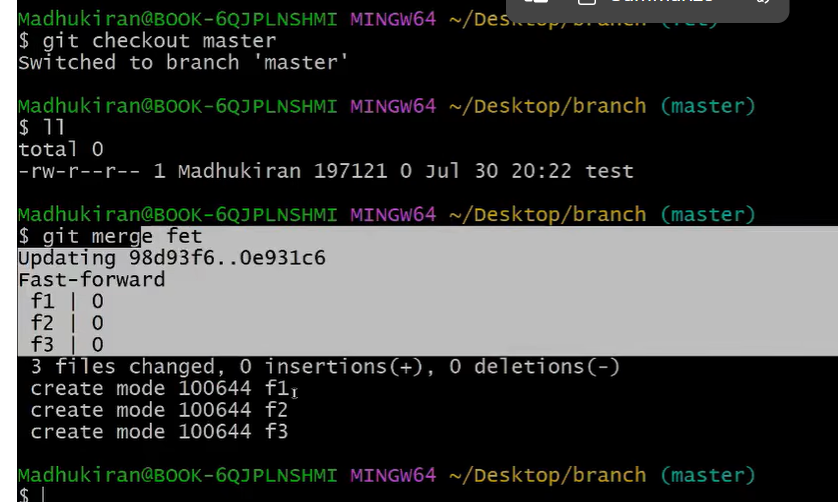 Madhukiran@BOOK-6QJPLNSHMI MINGW64 ~/Desktop/branch (fet)
Summarize
$ git checkout master
Switched to branch 'master'
Madhukiran@BOOK-6QJPLNSHMI MINGW64 ~/Desktop/branch (master)
$ ll
total 0
-rw-r--r-- 1 Madhukiran 197121 0 Jul 30 20:22 test
Madhukiran@BOOK-6QJPLNSHMI MINGW64 ~/Desktop/branch (master)
$ git merge fet
Updating 98d93f6..0e931c6
Fast-forward
 f1 | 0
 f2 | 0
 f3 | 0
 3 files changed, 0 insertions(+), 0 deletions(-)
 create mode 100644 f1
 create mode 100644 f2
 create mode 100644 f3
Madhukiran@BOOK-6QJPLNSHMI MINGW64 ~/Desktop/branch (master)
$